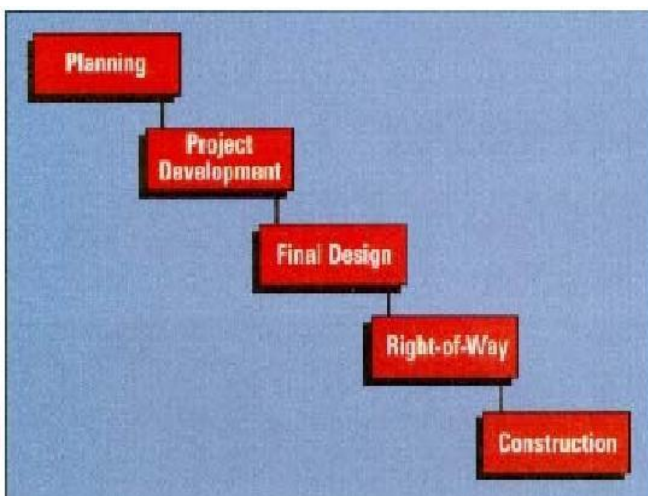 Planning
Project
Development
Final Design
Right-of-Way
Construction